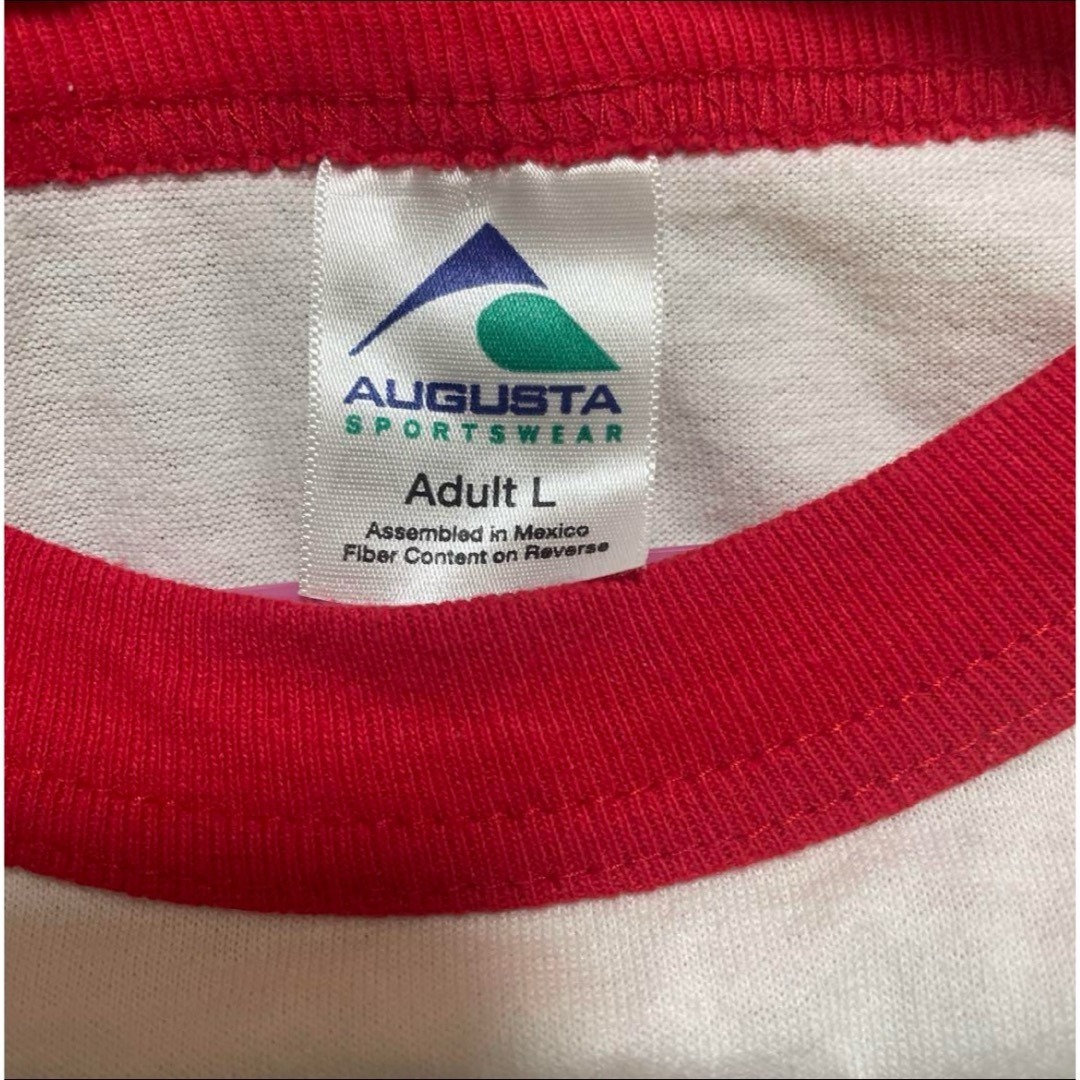 AUGUSTA
SPORTSWEAR
Adult L
Assembled in Mexico
Fiber Content on Reverse